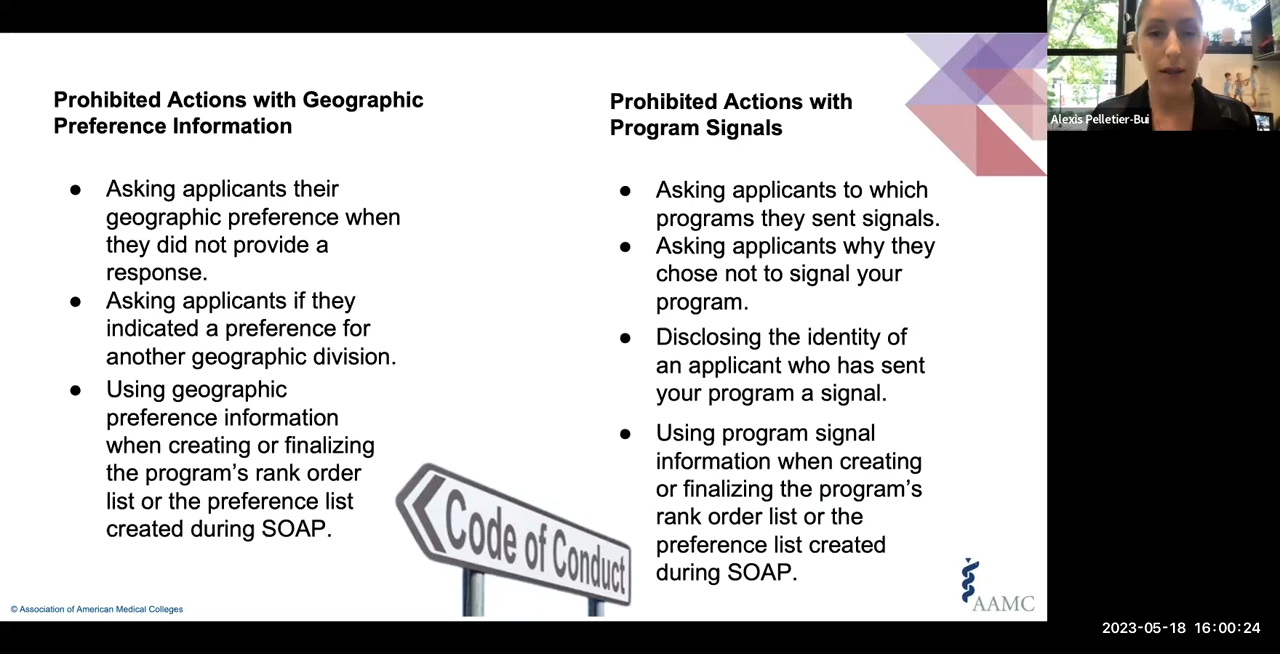 Prohibited Actions with Geographic
Preference Information
● Asking applicants their
geographic preference when
they did not provide a
response.
● Asking applicants if they
indicated a preference for
another geographic division.
● Using geographic
preference information
when creating or finalizing
the program’s rank order
list or the preference list
created during SOAP.
Prohibited Actions with
Program Signals
● Asking applicants to which
programs they sent signals.
● Asking applicants why they
chose not to signal your
program.
● Disclosing the identity of
an applicant who has sent
your program a signal.
● Using program signal
information when creating
or finalizing the program’s
rank order list or the
preference list created
during SOAP.
Code of Conduct
© Association of American Medical Colleges
AAMC
Alexis Pelletier-Bui
2023-05-18 16:00:24